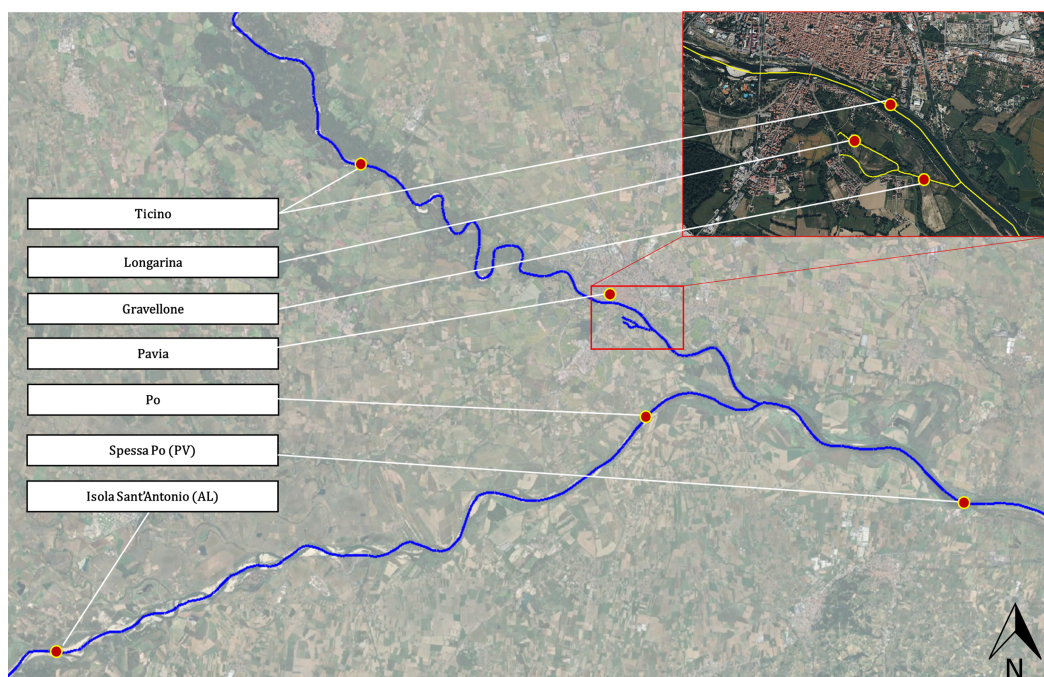 Ticino
Longarina
Gravellone
Pavia
Po
Spessa Po (PV)
Isola Sant'Antonio (AL)
N